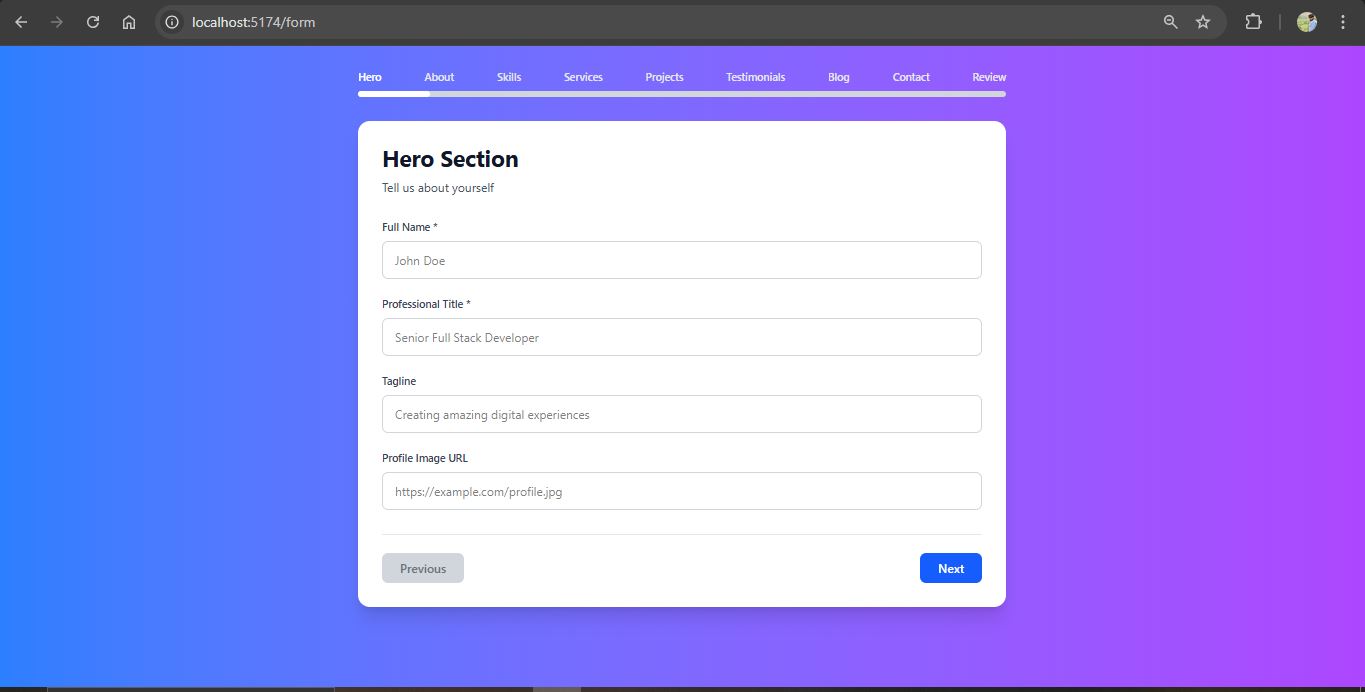 localhost:5174/form
Hero About Skills Services Projects Testimonials Blog Contact Review
Hero Section
Tell us about yourself
Full Name *
John Doe
Professional Title *
Senior Full Stack Developer
Tagline
Creating amazing digital experiences
Profile Image URL
https://example.com/profile.jpg
Previous Next